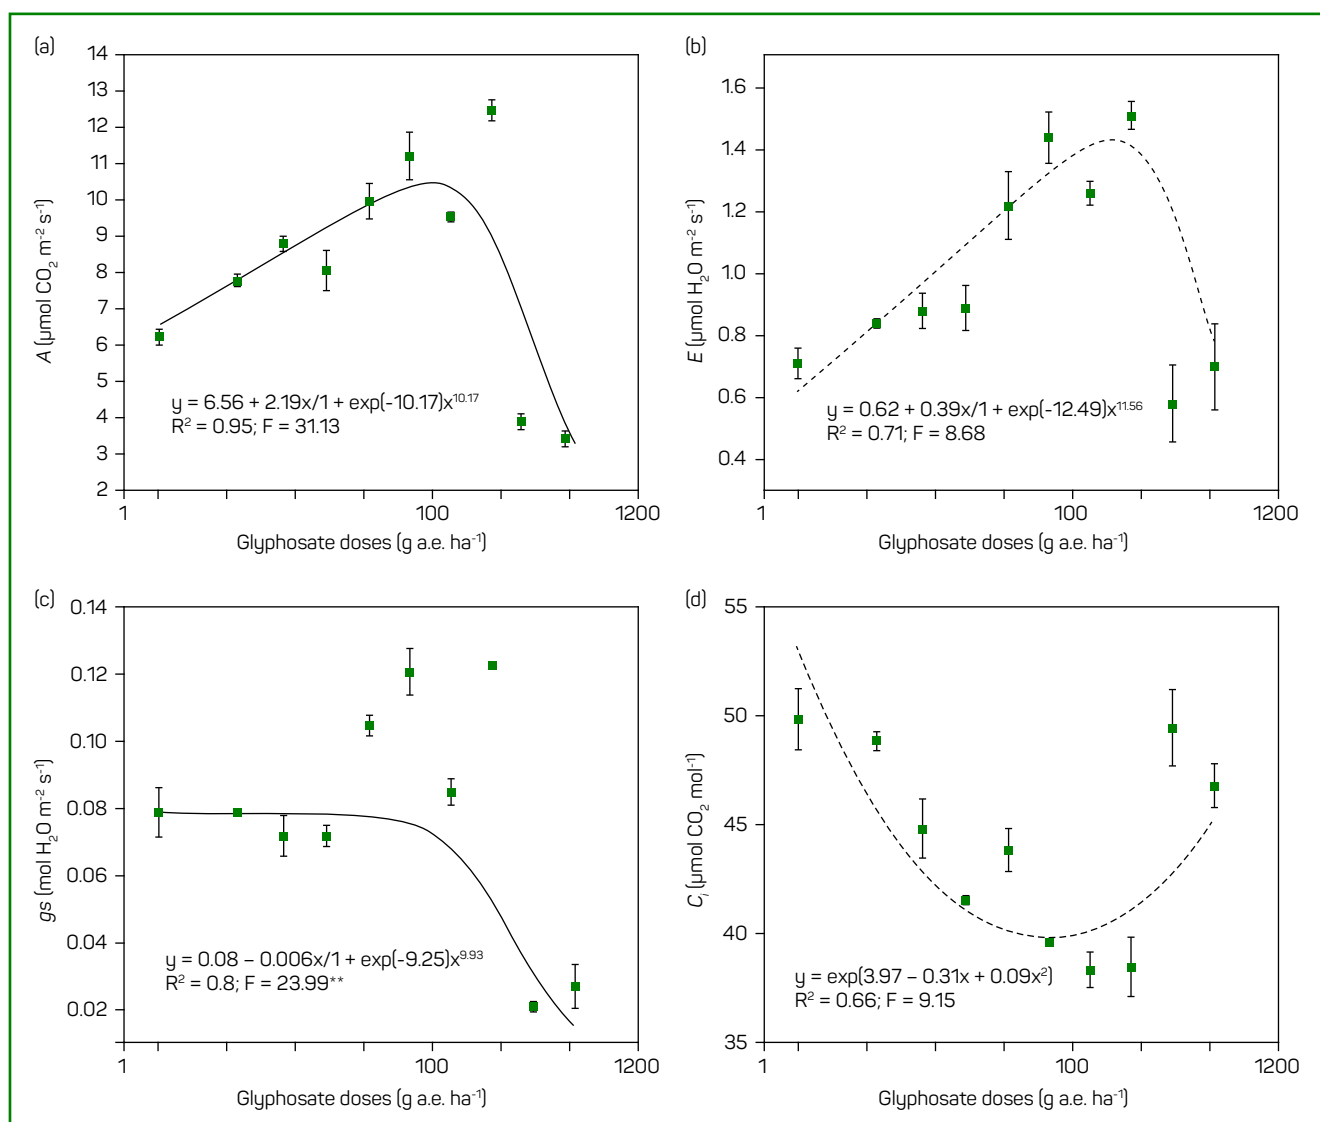 (a)
14
13
12
11
10
9
8
7
6
5
4
3
2
A (µmol CO₂ m⁻² s⁻¹)
y = 6.56 + 2.19x/1 + exp(-10.17)x¹⁰·¹⁷
R² = 0.95; F = 31.13
1 100 1200
Glyphosate doses (g a.e. ha⁻¹)
(b)
1.6
1.4
1.2
1.0
0.8
0.6
0.4
E (µmol H₂O m⁻² s⁻¹)
y = 0.62 + 0.39x/1 + exp(-12.49)x¹¹·⁵⁶
R² = 0.71; F = 8.68
1 100 1200
Glyphosate doses (g a.e. ha⁻¹)
(c)
0.14
0.12
0.10
0.08
0.06
0.04
0.02
gs (mol H₂O m⁻² s⁻¹)
y = 0.08 – 0.006x/1 + exp(-9.25)x⁹·⁹³
R² = 0.8; F = 23.99**
1 100 1200
Glyphosate doses (g a.e. ha⁻¹)
(d)
55
50
45
40
35
Cᵢ (µmol CO₂ mol⁻¹)
y = exp(3.97 – 0.31x + 0.09x²)
R² = 0.66; F = 9.15
1 100 1200
Glyphosate doses (g a.e. ha⁻¹)